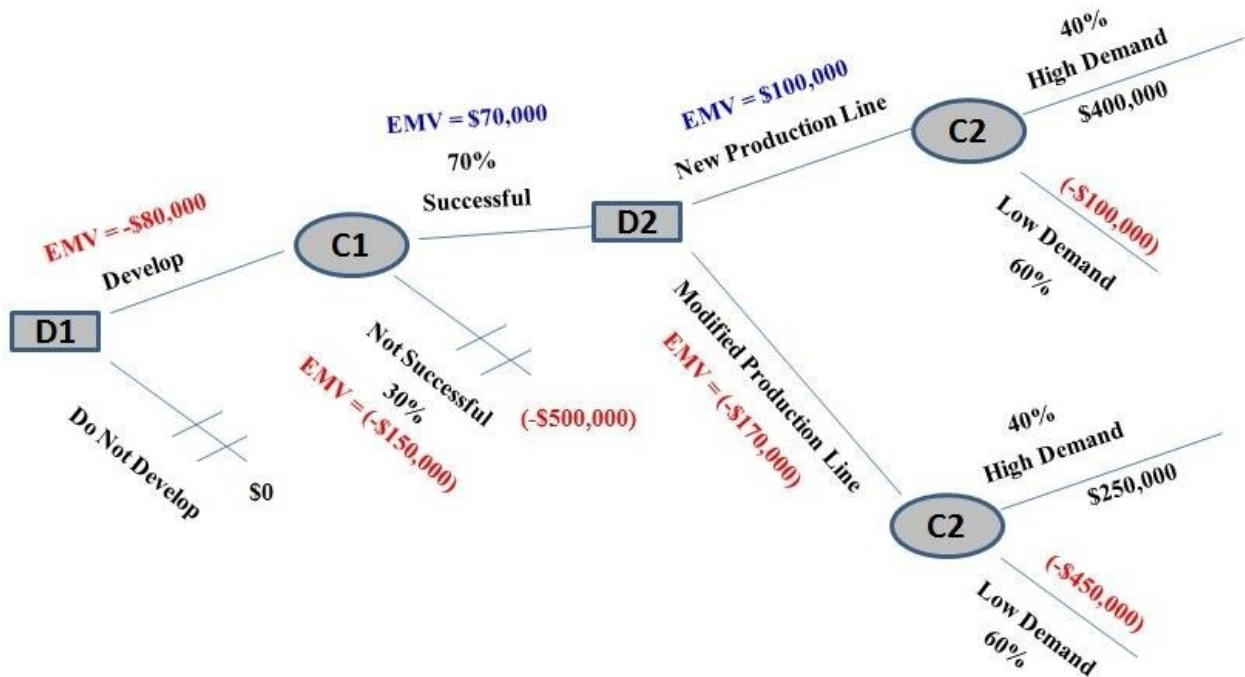 40%
High Demand
$400,000
EMV = $100,000
New Production Line
C2
EMV = $70,000
70%
Successful
D2
(-$100,000)
Low Demand
60%
EMV = -$80,000
Develop
C1
D1
Not Successful
30%
EMV = (-$150,000)
(-$500,000)
Modified Production Line
EMV = (-$170,000)
Do Not Develop
$0
40%
High Demand
$250,000
C2
(-$450,000)
Low Demand
60%